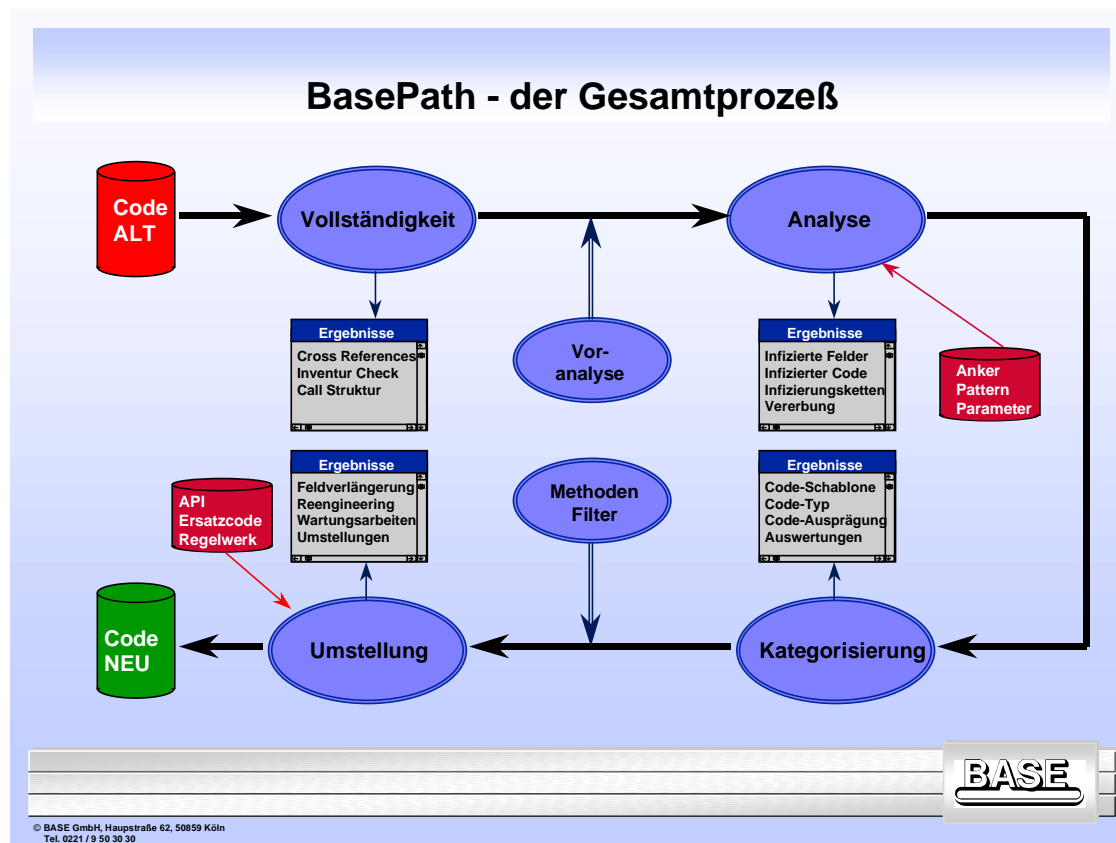 BasePath - der Gesamtprozeß
Code
ALT
Vollständigkeit
Analyse
Ergebnisse
Cross References
Inventur Check
Call Struktur
Vor-
analyse
Ergebnisse
Infizierte Felder
Infizierter Code
Infizierungsketten
Vererbung
Anker
Pattern
Parameter
API
Ersatzcode
Regelwerk
Ergebnisse
Feldverlängerung
Reengineering
Wartungsarbeiten
Umstellungen
Methoden
Filter
Ergebnisse
Code-Schablone
Code-Typ
Code-Ausprägung
Auswertungen
Code
NEU
Umstellung
Kategorisierung
BASE
© BASE GmbH, Haupstraße 62, 50859 Köln
Tel. 0221 / 9 50 30 30